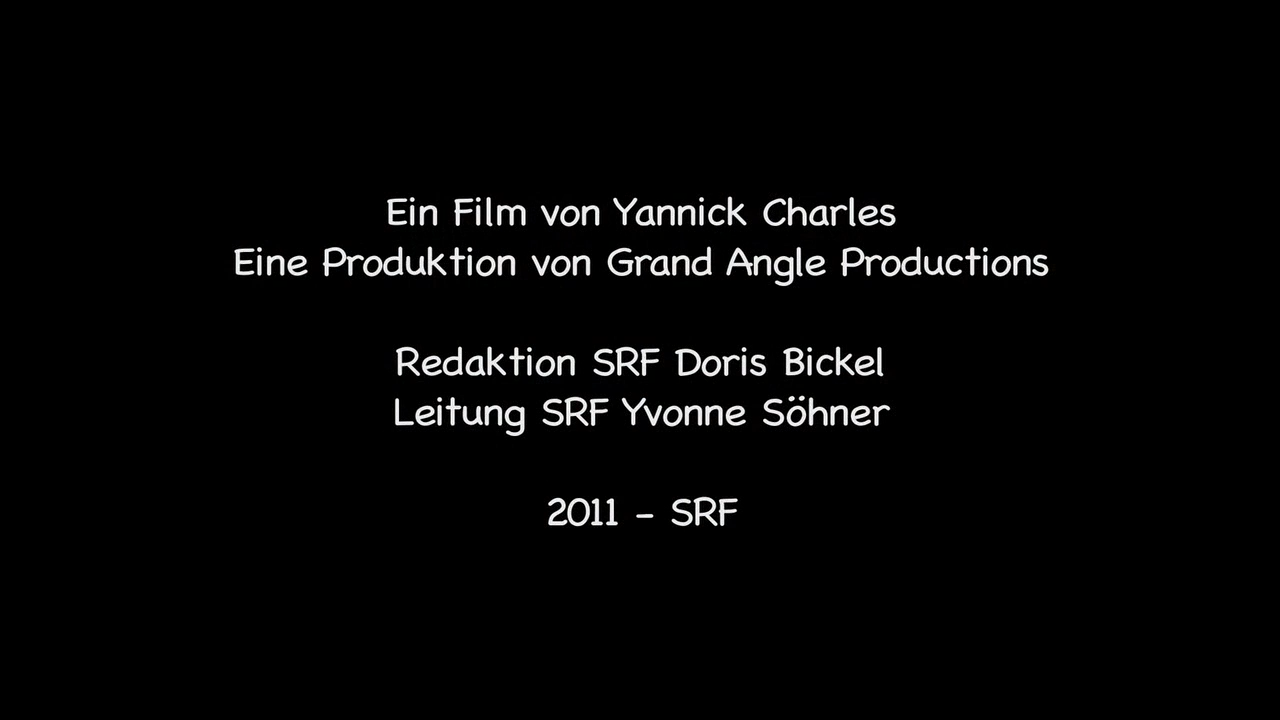 Ein Film von Yannick Charles
Eine Produktion von Grand Angle Productions
Redaktion SRF Doris Bickel
Leitung SRF Yvonne Söhner
2011 - SRF